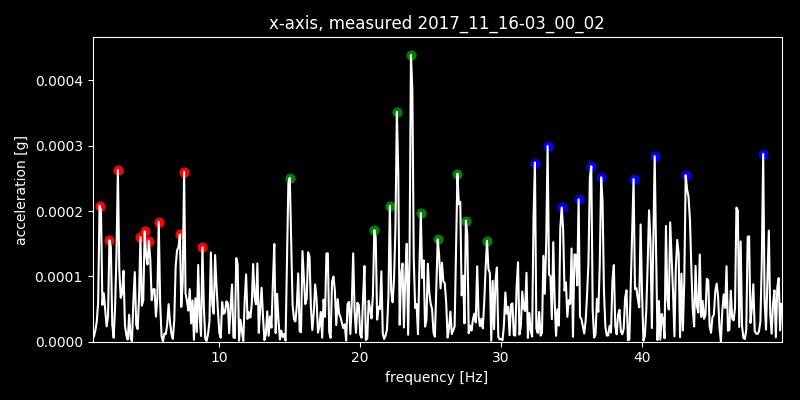 x-axis, measured 2017_11_16-03_00_02
0.0004
0.0003
0.0002
0.0001
0.0000
acceleration [g]
10 20 30 40
frequency [Hz]